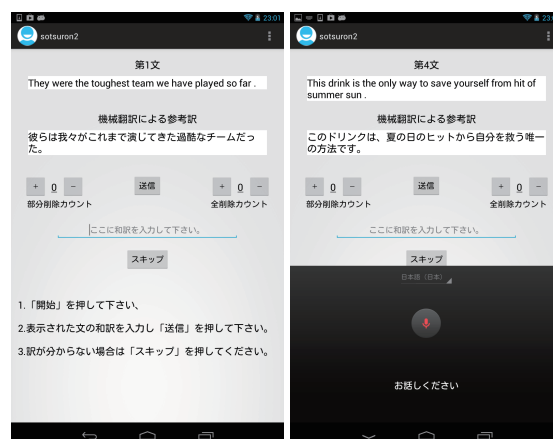 23:01
sotsuron2
第1文
They were the toughest team we have played so far .
機械翻訳による参考訳
彼らは我々がこれまで演じてきた過酷なチームだっ
た。
+ 0 − 送信 + 0 −
部分削除カウント 全削除カウント
ここに和訳を入力して下さい。
スキップ
1.「開始」を押して下さい、
2.表示された文の和訳を入力し「送信」を押して下さい。
3.訳が分からない場合は「スキップ」を押してください。
sotsuron2
第4文
This drink is the only way to save yourself from hit of
summer sun .
機械翻訳による参考訳
このドリンクは、夏の日のヒットから自分を救う唯一
の方法です。
+ 0 − 送信 + 0 −
部分削除カウント 全削除カウント
ここに和訳を入力して下さい。
スキップ
日本語（日本）
お話しください